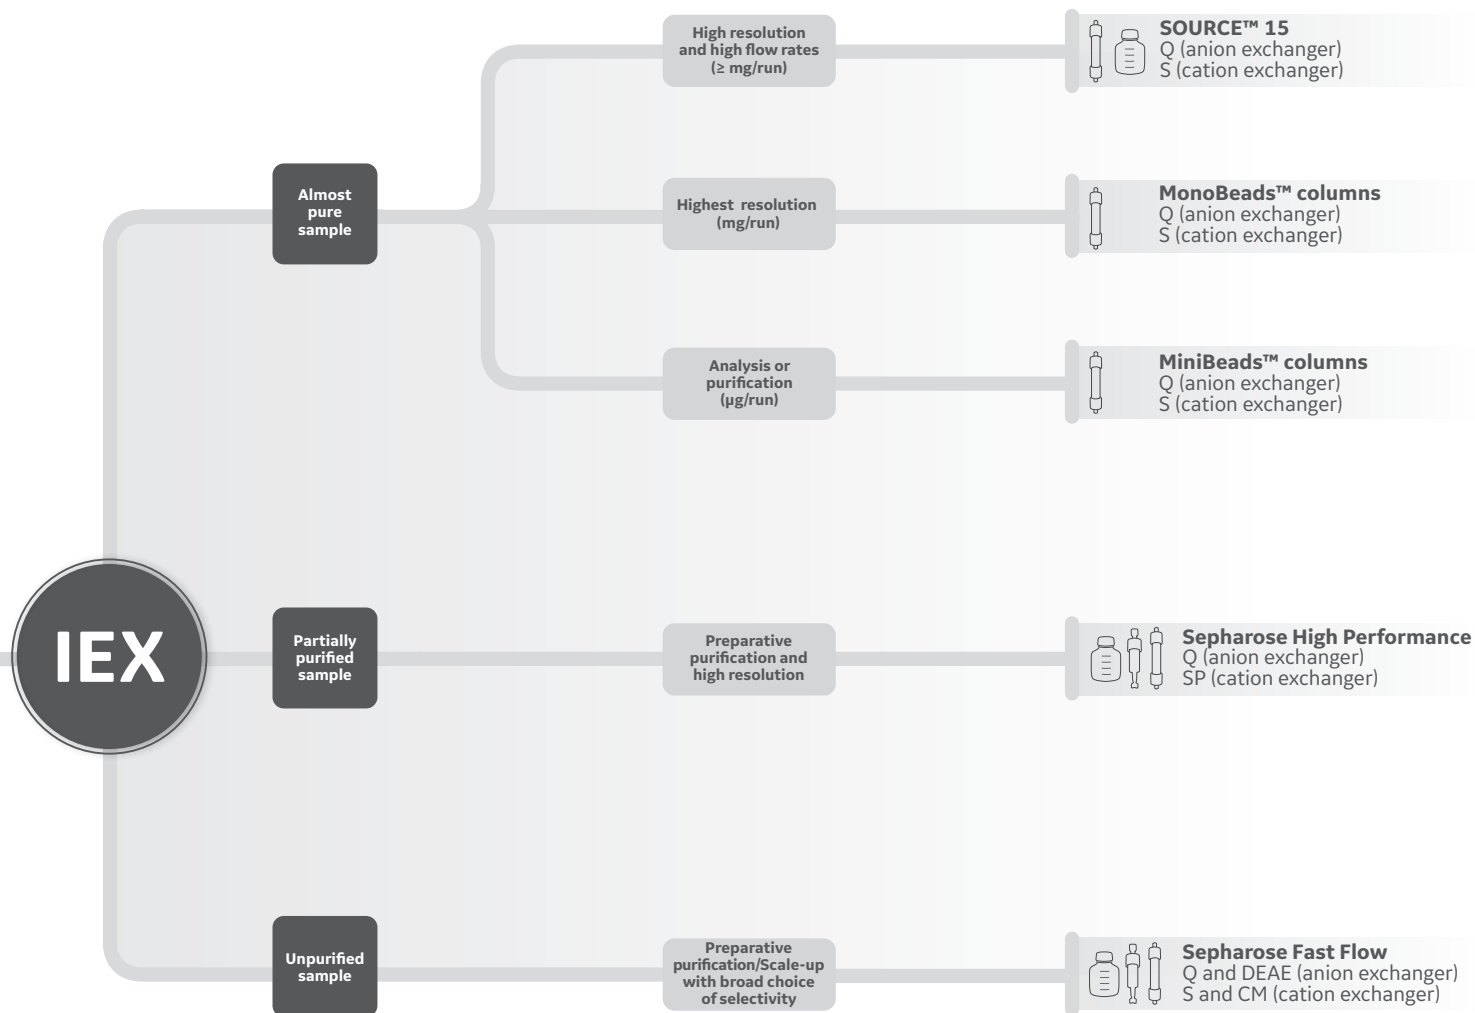 High resolution
and high flow rates
(≥ mg/run)
SOURCE™ 15
Q (anion exchanger)
S (cation exchanger)
Almost
pure
sample
Highest resolution
(mg/run)
MonoBeads™ columns
Q (anion exchanger)
S (cation exchanger)
Analysis or
purification
(µg/run)
MiniBeads™ columns
Q (anion exchanger)
S (cation exchanger)
IEX
Partially
purified
sample
Preparative
purification and
high resolution
Sepharose High Performance
Q (anion exchanger)
SP (cation exchanger)
Unpurified
sample
Preparative
purification/Scale-up
with broad choice
of selectivity
Sepharose Fast Flow
Q and DEAE (anion exchanger)
S and CM (cation exchanger)